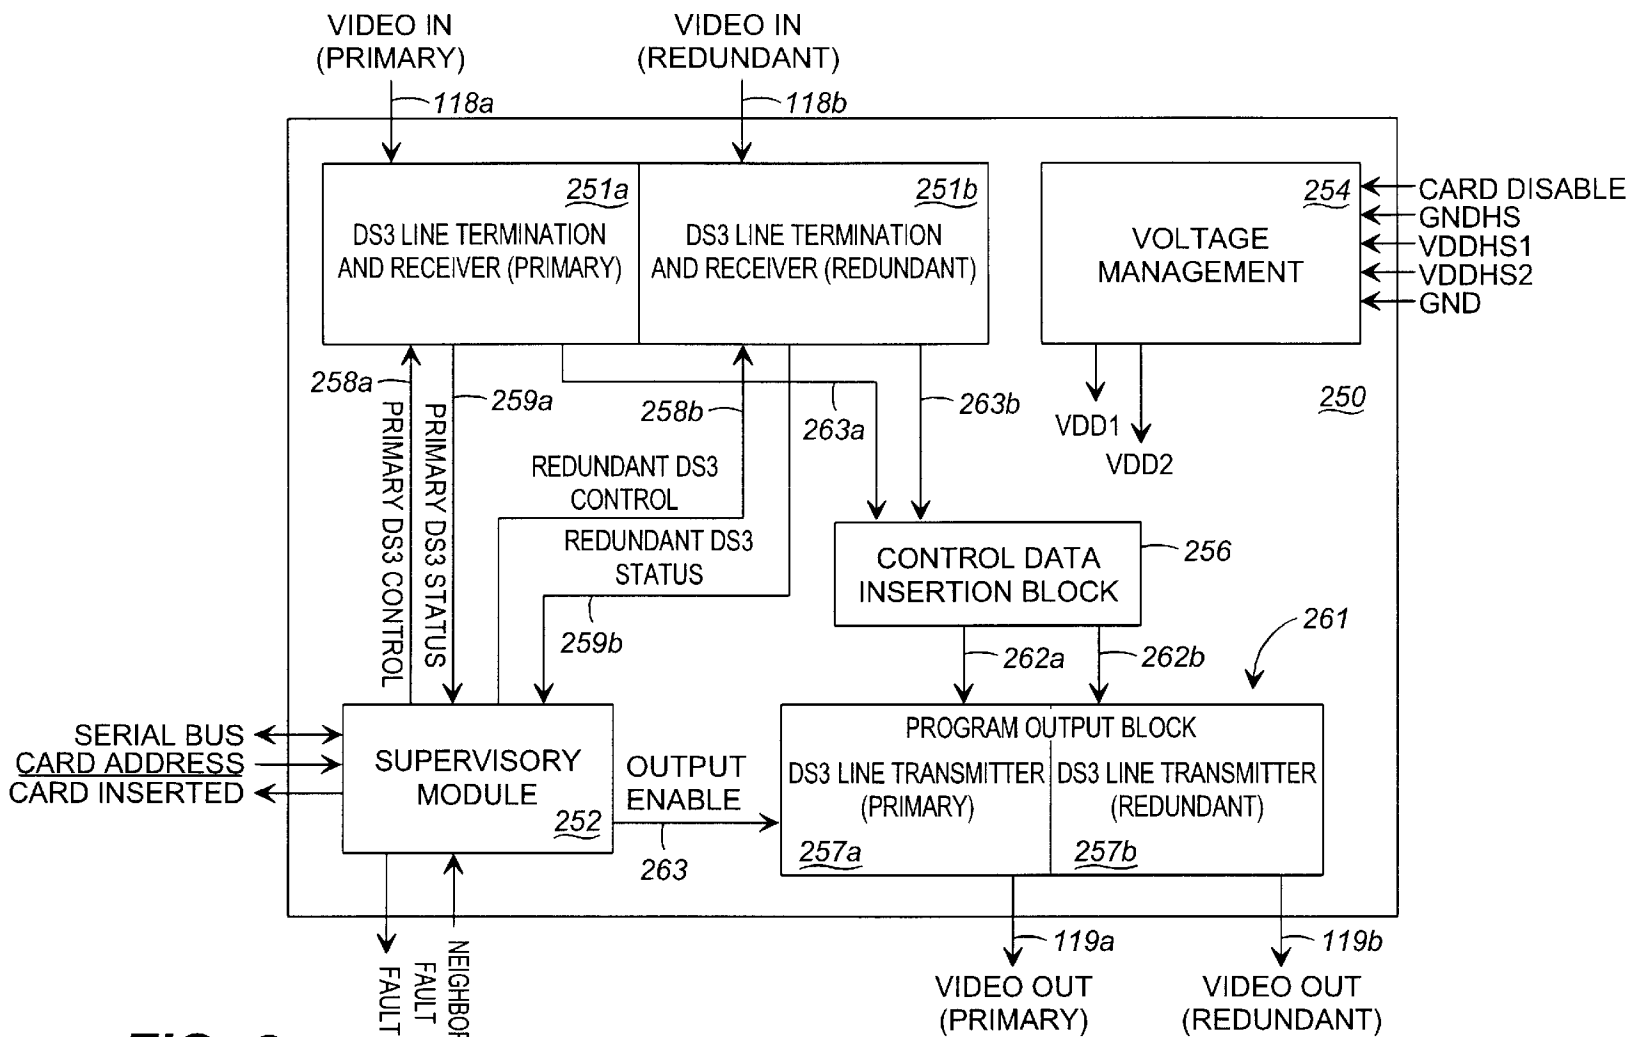 VIDEO IN
(PRIMARY)
VIDEO IN
(REDUNDANT)
118a
118b
251a
DS3 LINE TERMINATION
AND RECEIVER (PRIMARY)
251b
DS3 LINE TERMINATION
AND RECEIVER (REDUNDANT)
254
VOLTAGE
MANAGEMENT
CARD DISABLE
GNDHS
VDDHS1
VDDHS2
GND
258a
259a
258b
263a
263b
VDD1
VDD2
250
PRIMARY DS3 CONTROL
PRIMARY DS3 STATUS
REDUNDANT DS3
CONTROL
REDUNDANT DS3
STATUS
259b
CONTROL DATA
INSERTION BLOCK
256
262a
262b
261
SERIAL BUS
CARD ADDRESS
CARD INSERTED
SUPERVISORY
MODULE
252
OUTPUT
ENABLE
263
PROGRAM OUTPUT BLOCK
DS3 LINE TRANSMITTER
(PRIMARY)
257a
DS3 LINE TRANSMITTER
(REDUNDANT)
257b
FAULT
NEIGHBOR
FAULT
119a
119b
VIDEO OUT
(PRIMARY)
VIDEO OUT
(REDUNDANT)